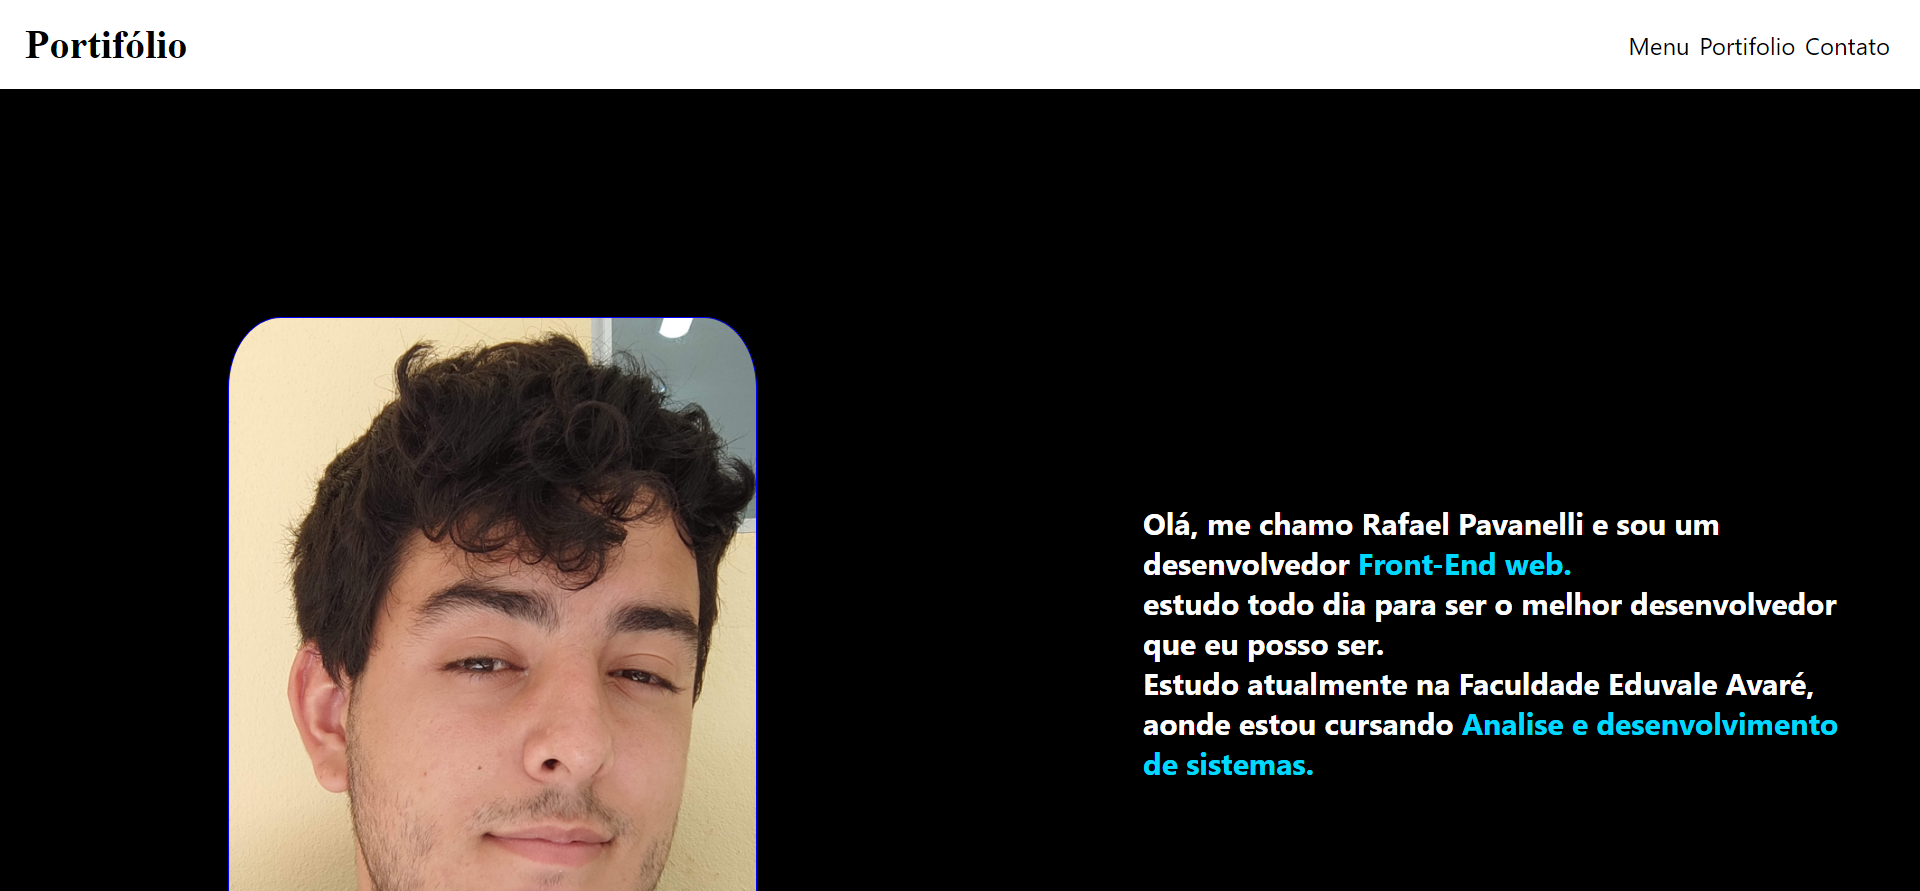 Portifólio
Menu Portifolio Contato
Olá, me chamo Rafael Pavanelli e sou um
desenvolvedor Front-End web.
estudo todo dia para ser o melhor desenvolvedor
que eu posso ser.
Estudo atualmente na Faculdade Eduvale Avaré,
aonde estou cursando Analise e desenvolvimento
de sistemas.